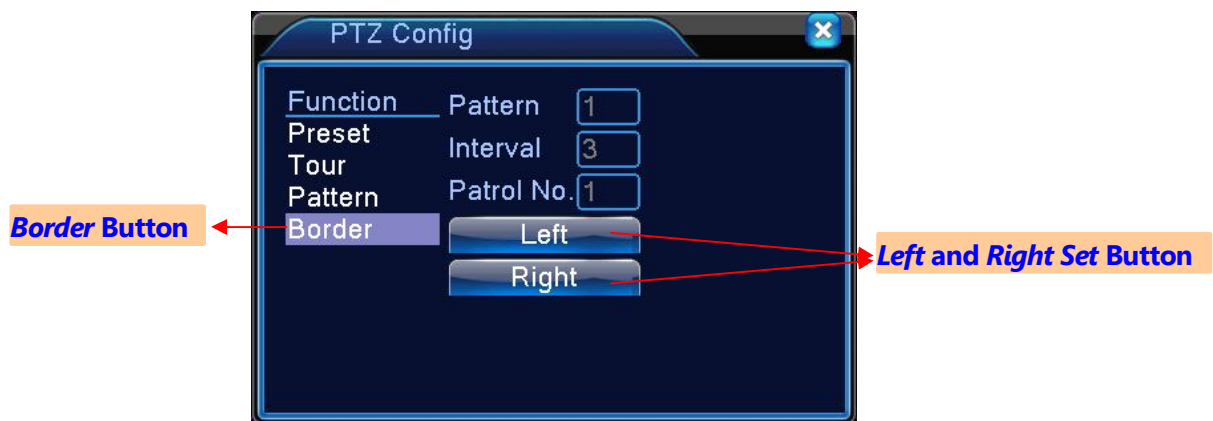 PTZ Config
Function
Preset
Tour
Pattern
Border
Pattern 1
Interval 3
Patrol No. 1
Left
Right
Border Button
Left and Right Set Button